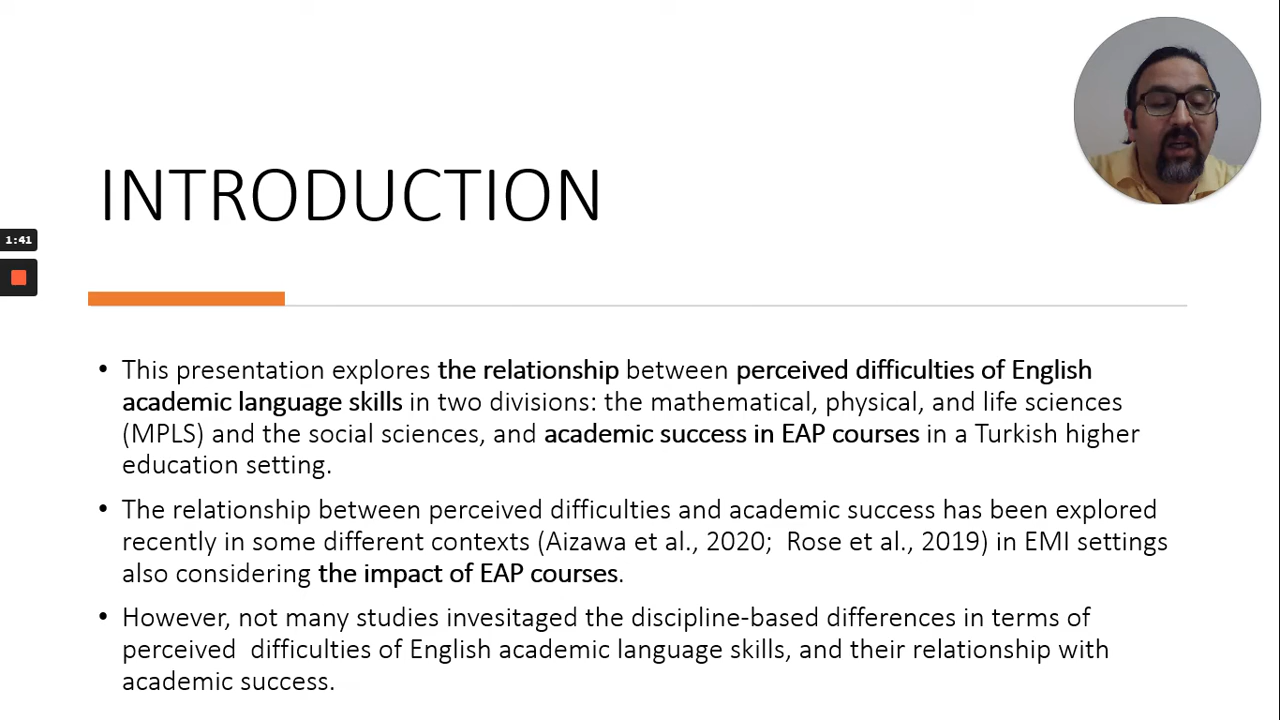 INTRODUCTION
1:41
• This presentation explores the relationship between perceived difficulties of English
academic language skills in two divisions: the mathematical, physical, and life sciences
(MPLS) and the social sciences, and academic success in EAP courses in a Turkish higher
education setting.
• The relationship between perceived difficulties and academic success has been explored
recently in some different contexts (Aizawa et al., 2020;  Rose et al., 2019) in EMI settings
also considering the impact of EAP courses.
• However, not many studies invesitaged the discipline-based differences in terms of
perceived  difficulties of English academic language skills, and their relationship with
academic success.